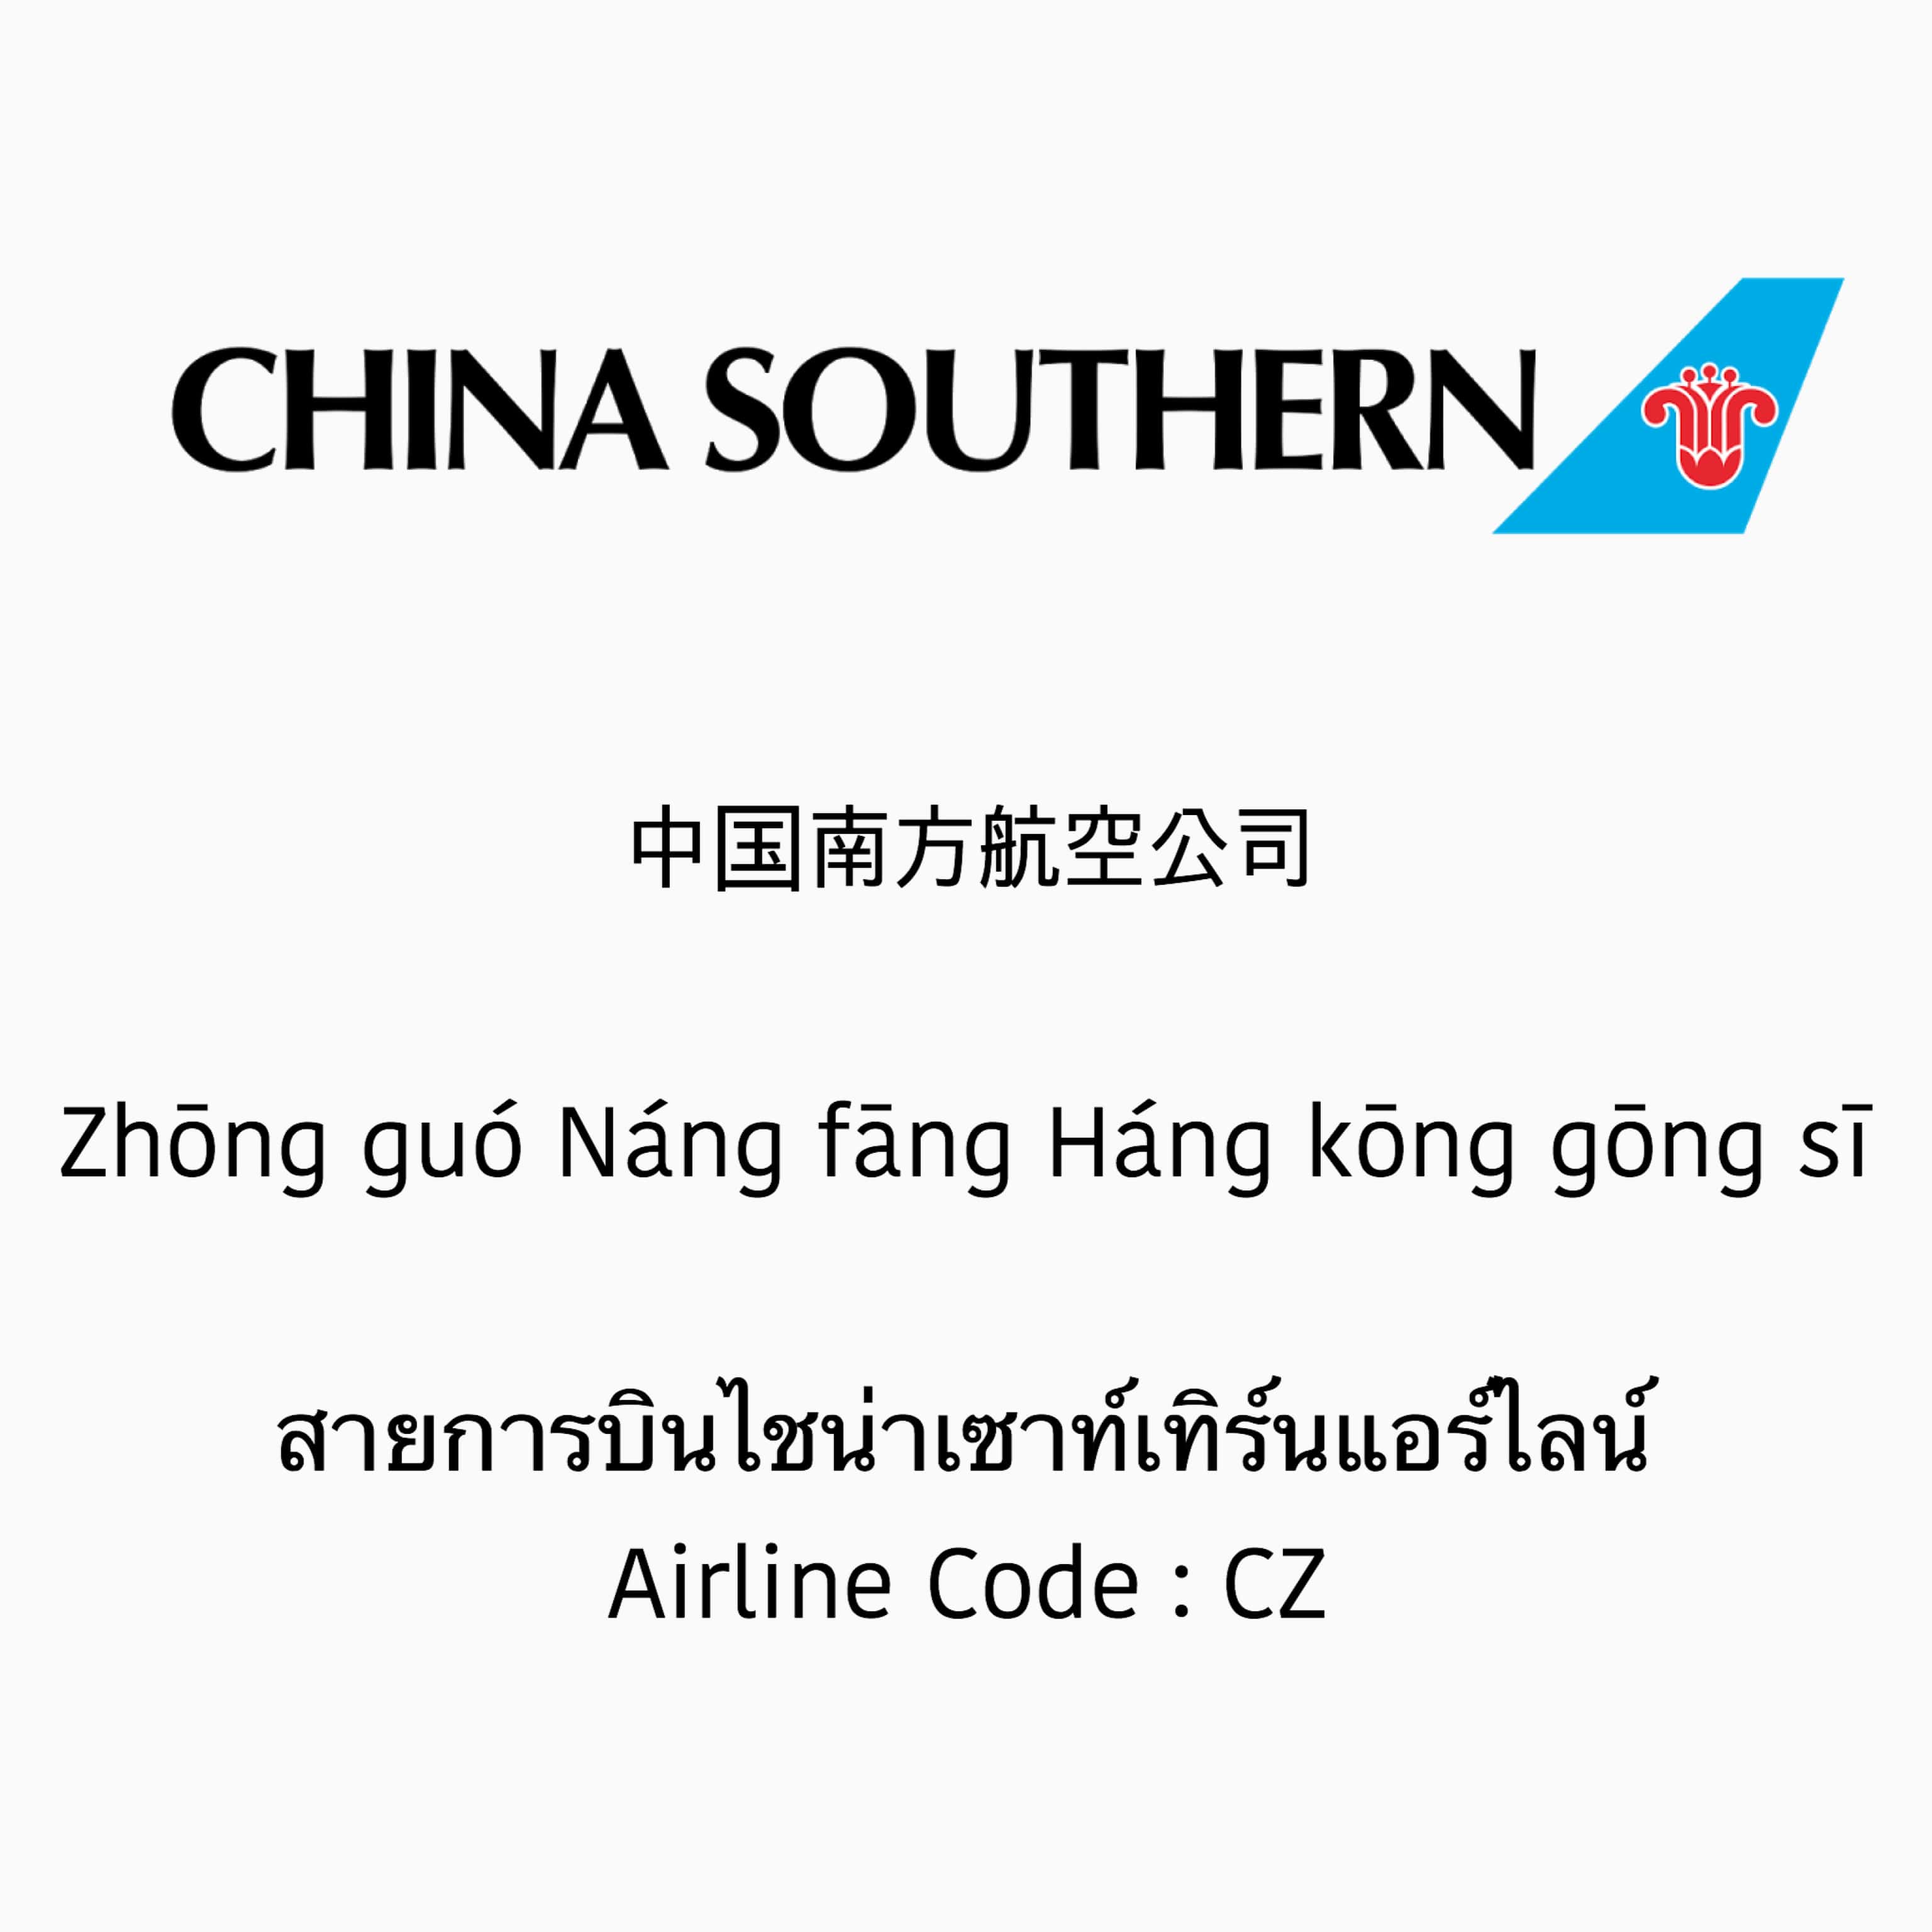 CHINA SOUTHERN
中国南方航空公司
Zhōng guó Náng fāng Háng kōng gōng sī
สายการบินไชน่าเซาท์เทิร์นแอร์ไลน์
Airline Code : CZ